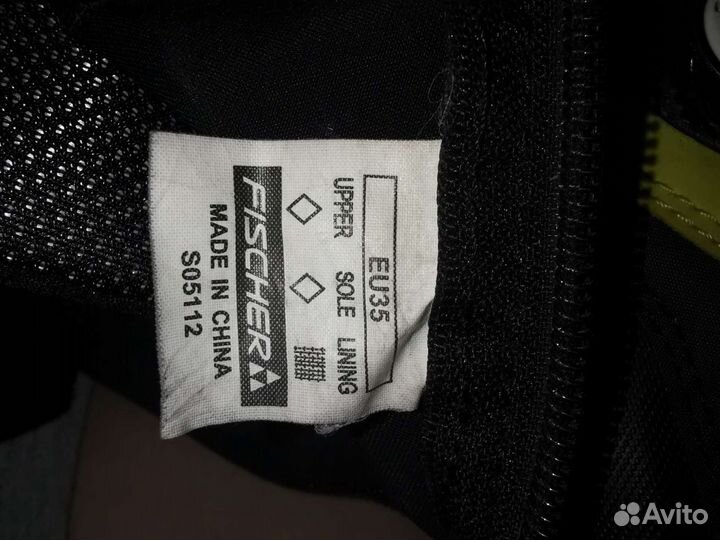 EU35
UPPER SOLE LINING
FISCHER
MADE IN CHINA
S05112
Avito